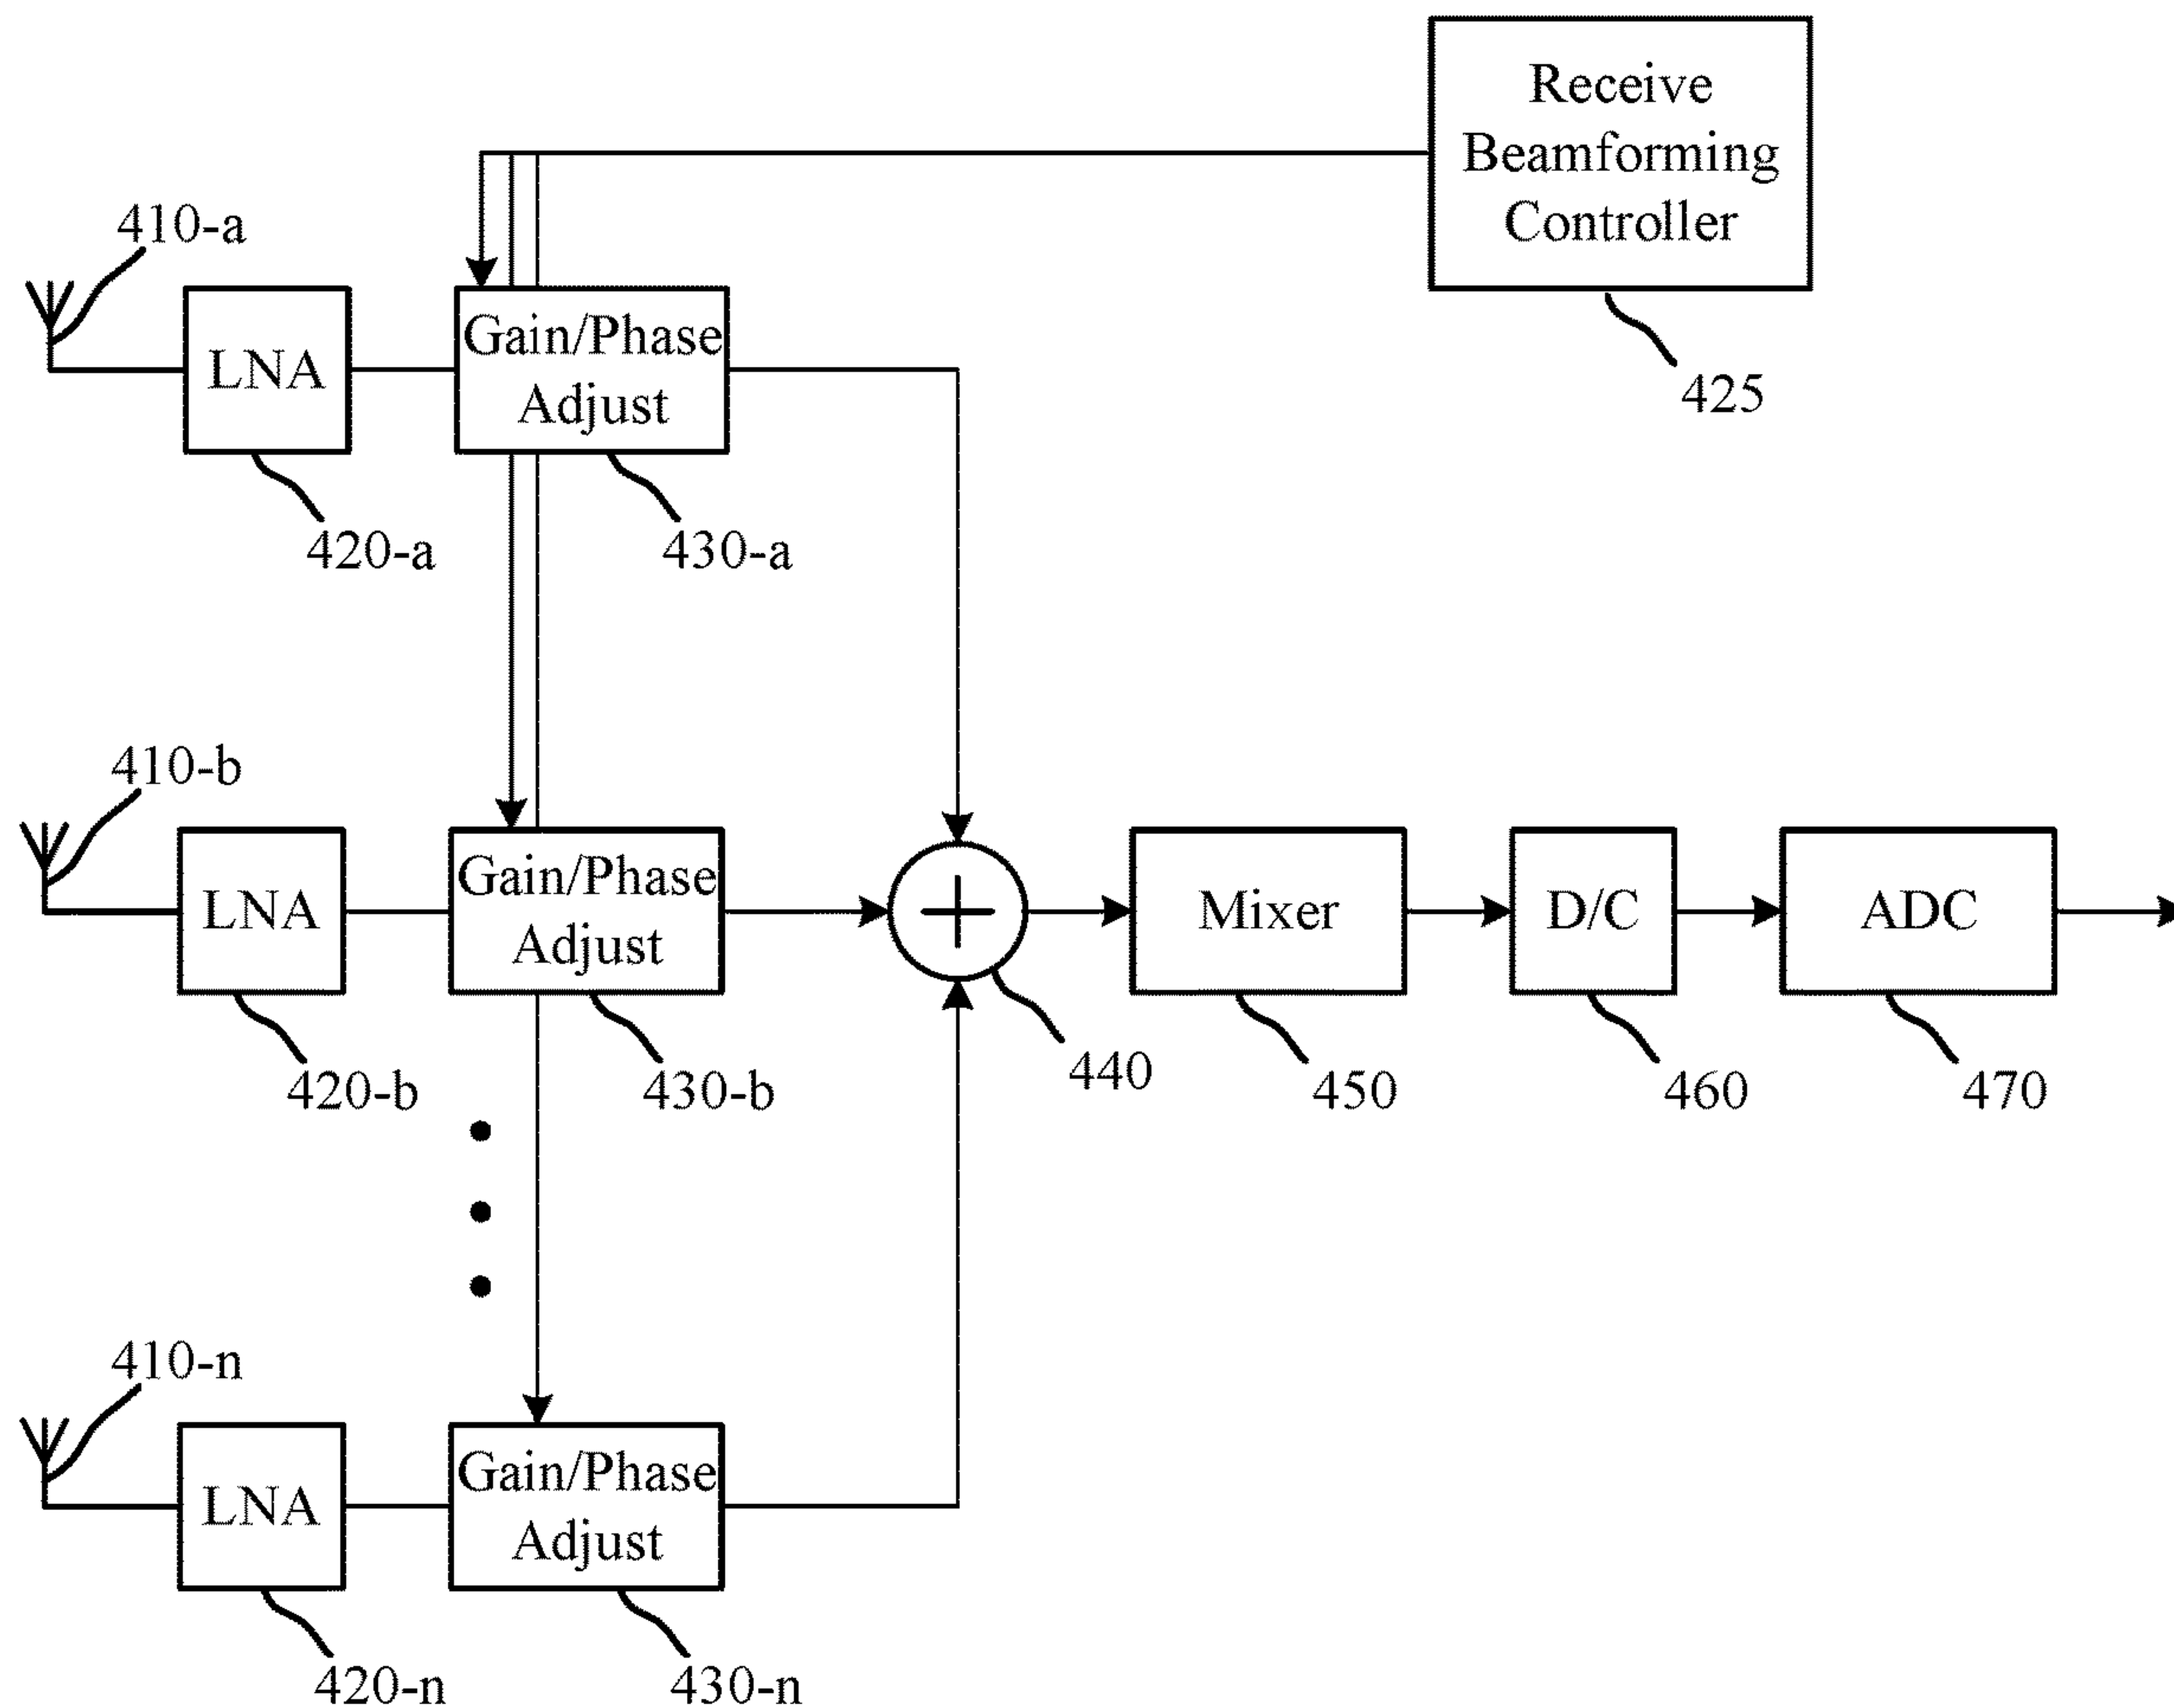 Receive
Beamforming
Controller
425
410-a
LNA
Gain/Phase
Adjust
420-a
430-a
410-b
LNA
Gain/Phase
Adjust
Mixer
D/C
ADC
420-b
430-b
440
450
460
470
410-n
LNA
Gain/Phase
Adjust
420-n
430-n